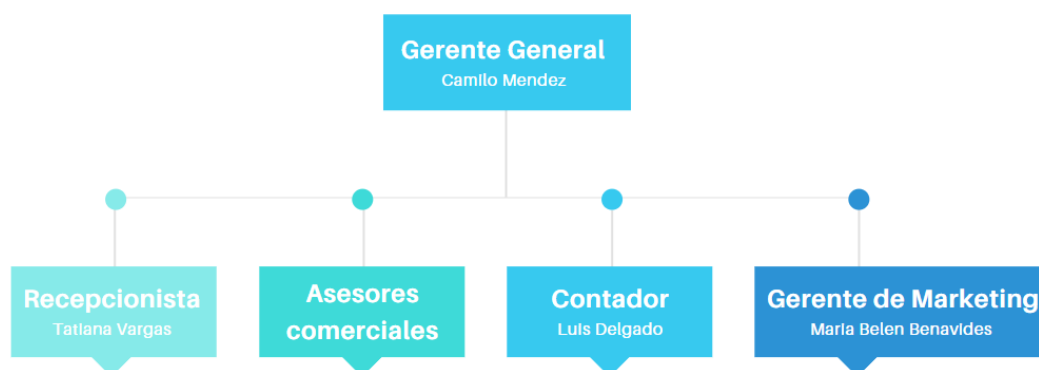 Gerente General
Camilo Mendez
Recepcionista
Tatiana Vargas
Asesores
comerciales
Contador
Luis Delgado
Gerente de Marketing
Maria Belen Benavides